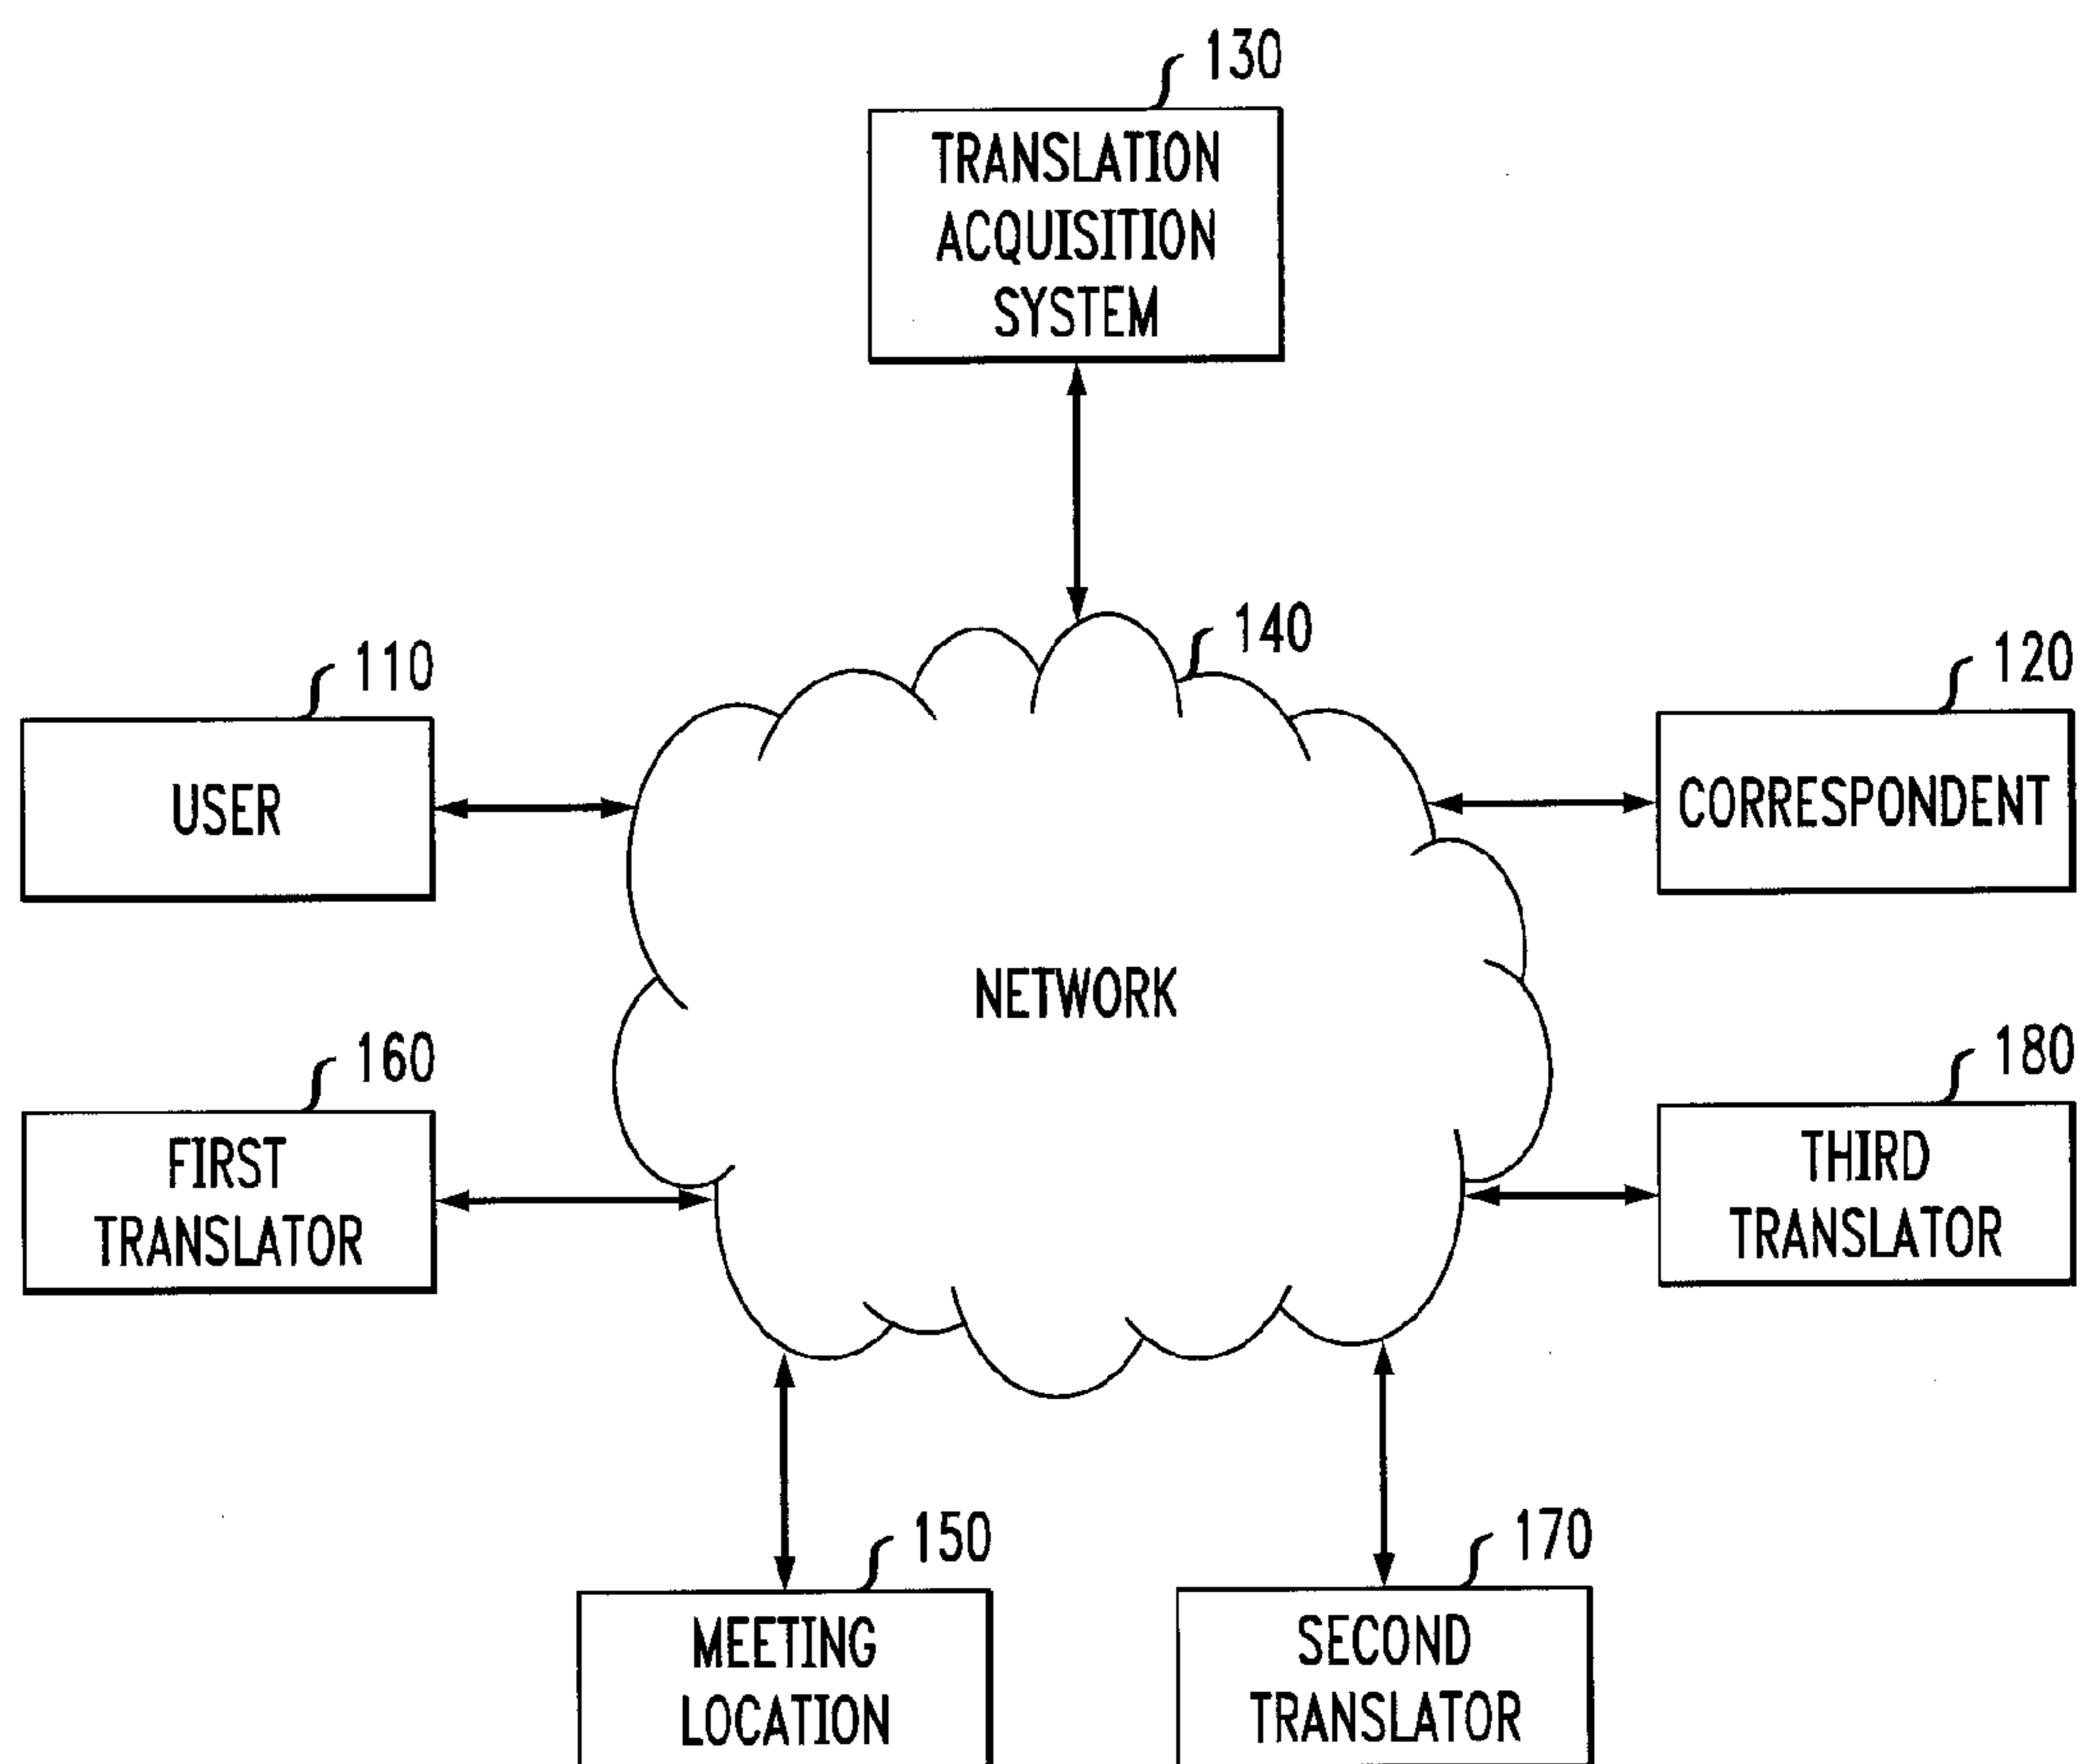 130
TRANSLATION
ACQUISITION
SYSTEM
140
110
USER
120
CORRESPONDENT
NETWORK
160
FIRST
TRANSLATOR
180
THIRD
TRANSLATOR
150
MEETING
LOCATION
170
SECOND
TRANSLATOR